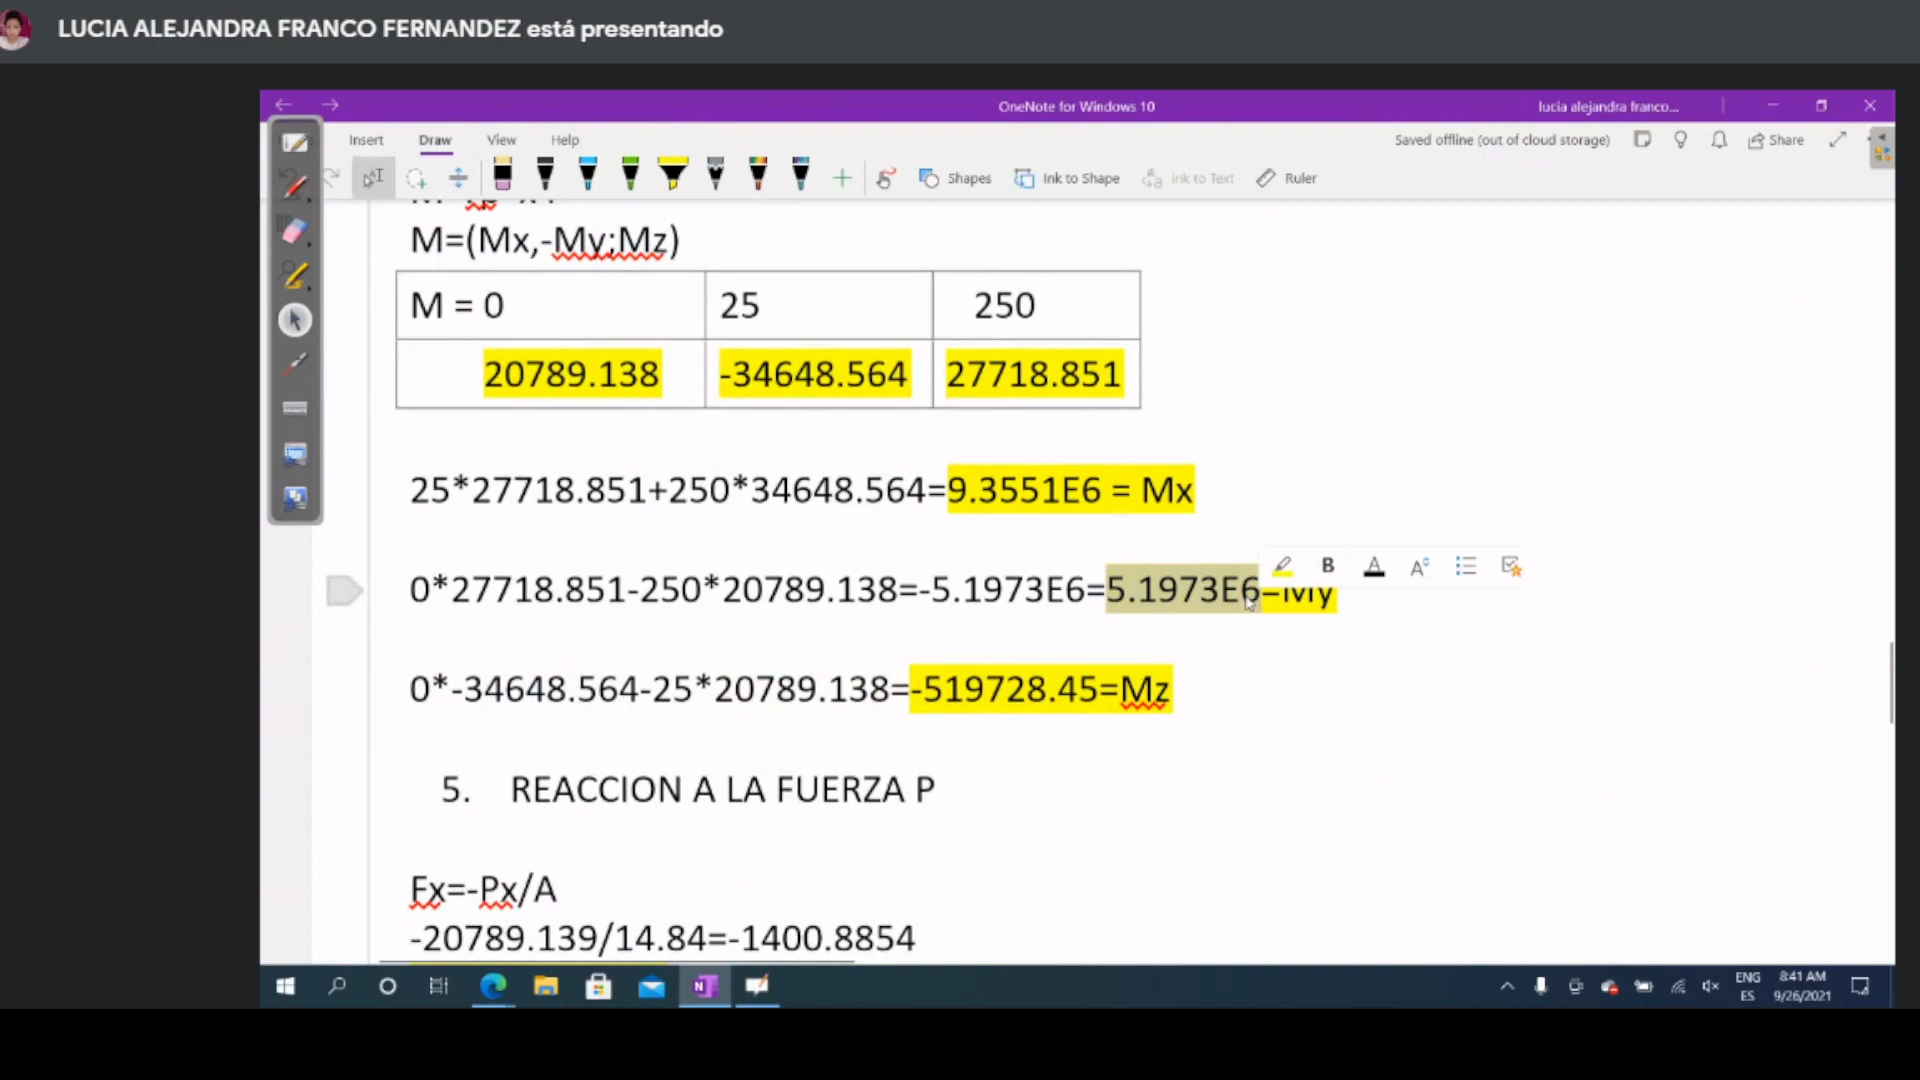 LUCIA ALEJANDRA FRANCO FERNANDEZ está presentando
OneNote for Windows 10
lucia alejandra franco...
Insert Draw View Help
Saved offline (out of cloud storage)
Share
Shapes
Ink to Shape
Ink to Text
Ruler
M=(Mx,-My;Mz)
M = 0 25 250
20789.138 -34648.564 27718.851
25*27718.851+250*34648.564=9.3551E6 = Mx
0*27718.851-250*20789.138=-5.1973E6=5.1973E6=My
0*-34648.564-25*20789.138=-519728.45=Mz
5. REACCION A LA FUERZA P
Fx=-Px/A
-20789.139/14.84=-1400.8854
ENG 8:41 AM
ES 9/26/2021